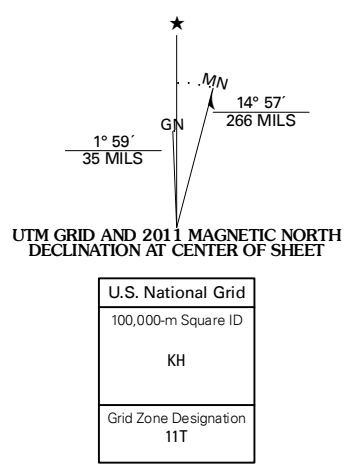 ★
MN
GN
14° 57´
266 MILS
1° 59´
35 MILS
UTM GRID AND 2011 MAGNETIC NORTH
DECLINATION AT CENTER OF SHEET
U.S. National Grid
100,000-m Square ID
KH
Grid Zone Designation
11T